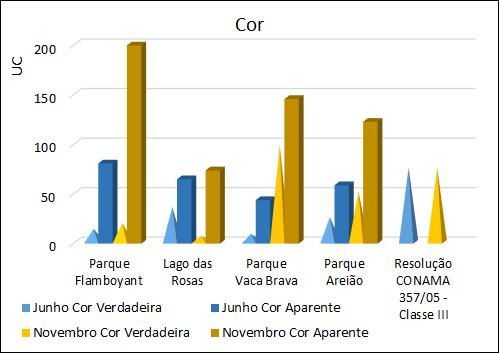 Cor
UC
200
150
100
50
0
Parque Flamboyant
Lago das Rosas
Parque Vaca Brava
Parque Areião
Resolução CONAMA 357/05 - Classe III
Junho Cor Verdadeira
Junho Cor Aparente
Novembro Cor Verdadeira
Novembro Cor Aparente